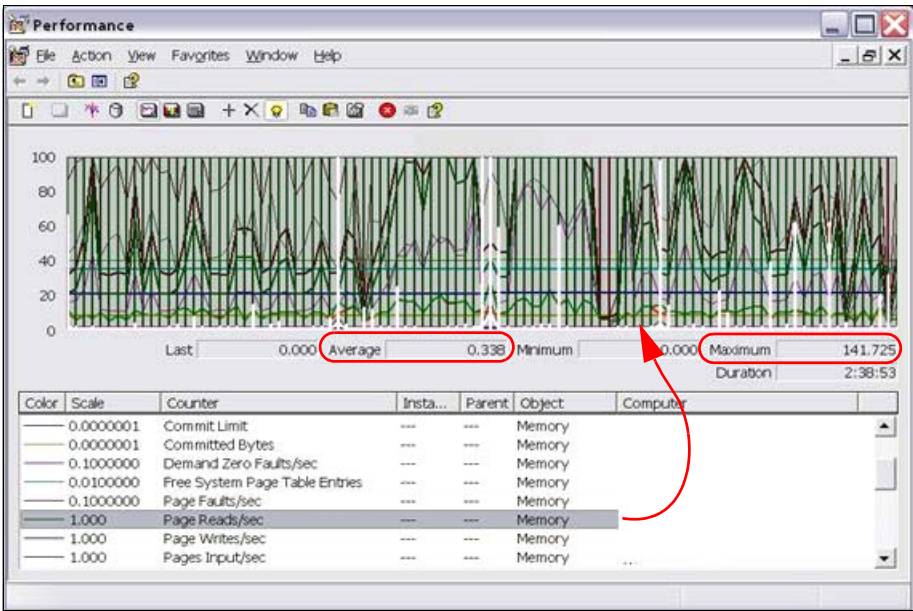 Performance
File Action View Favorites Window Help
100
80
60
40
20
0
Last 0.000 Average 0.338 Minimum 0.000 Maximum 141.725
Duration 2:38:53
Color Scale Counter Insta... Parent Object Computer
0.0000001 Commit Limit --- --- Memory
0.0000001 Committed Bytes --- --- Memory
0.1000000 Demand Zero Faults/sec --- --- Memory
0.0100000 Free System Page Table Entries --- --- Memory
0.1000000 Page Faults/sec --- --- Memory
1.000 Page Reads/sec --- --- Memory
1.000 Page Writes/sec --- --- Memory
1.000 Pages Input/sec --- --- Memory ...